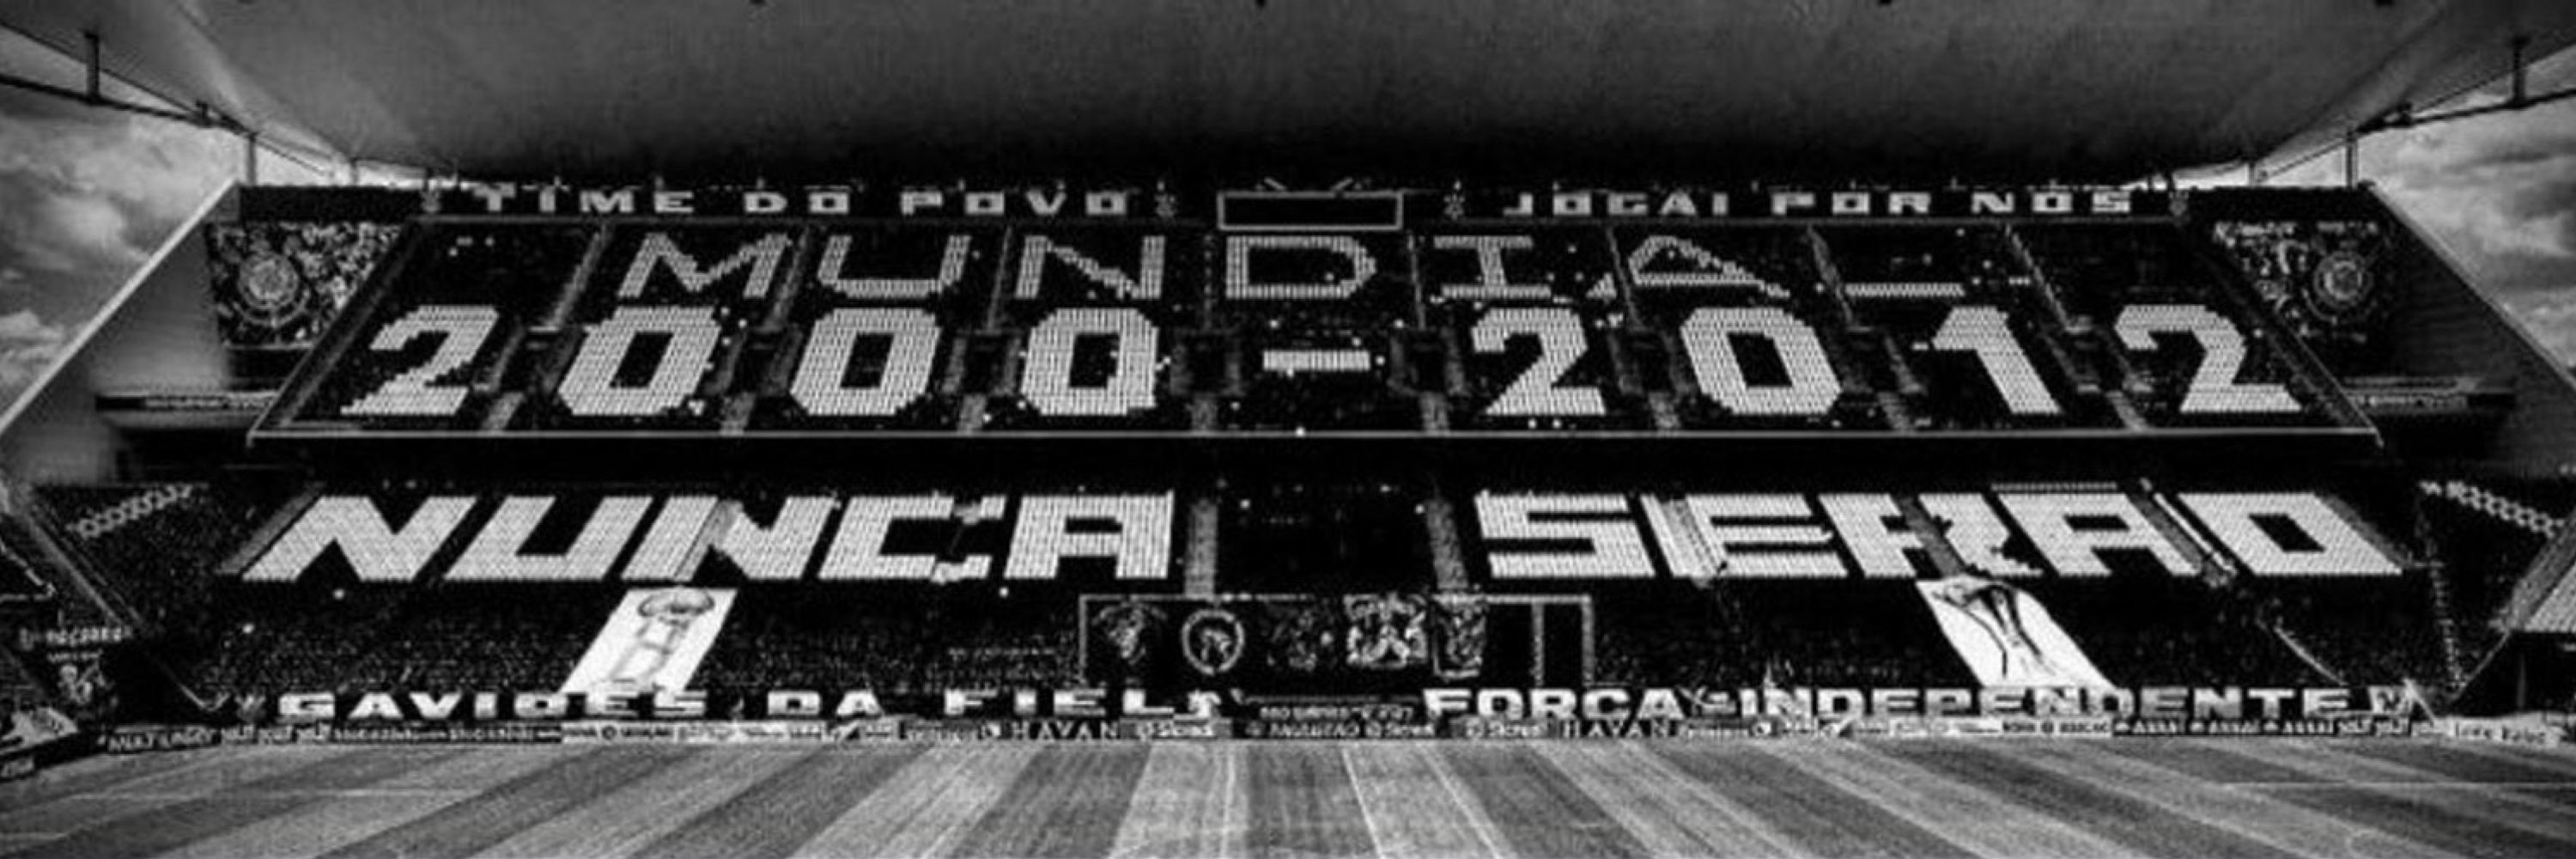 TIME DO POVO JOGAI POR NÓS
MUNDIAL
2000-2012
NUNCA SERÃO
GAVIÕES DA FIEL FORÇA INDEPENDENTE
HAVAN HAVAN